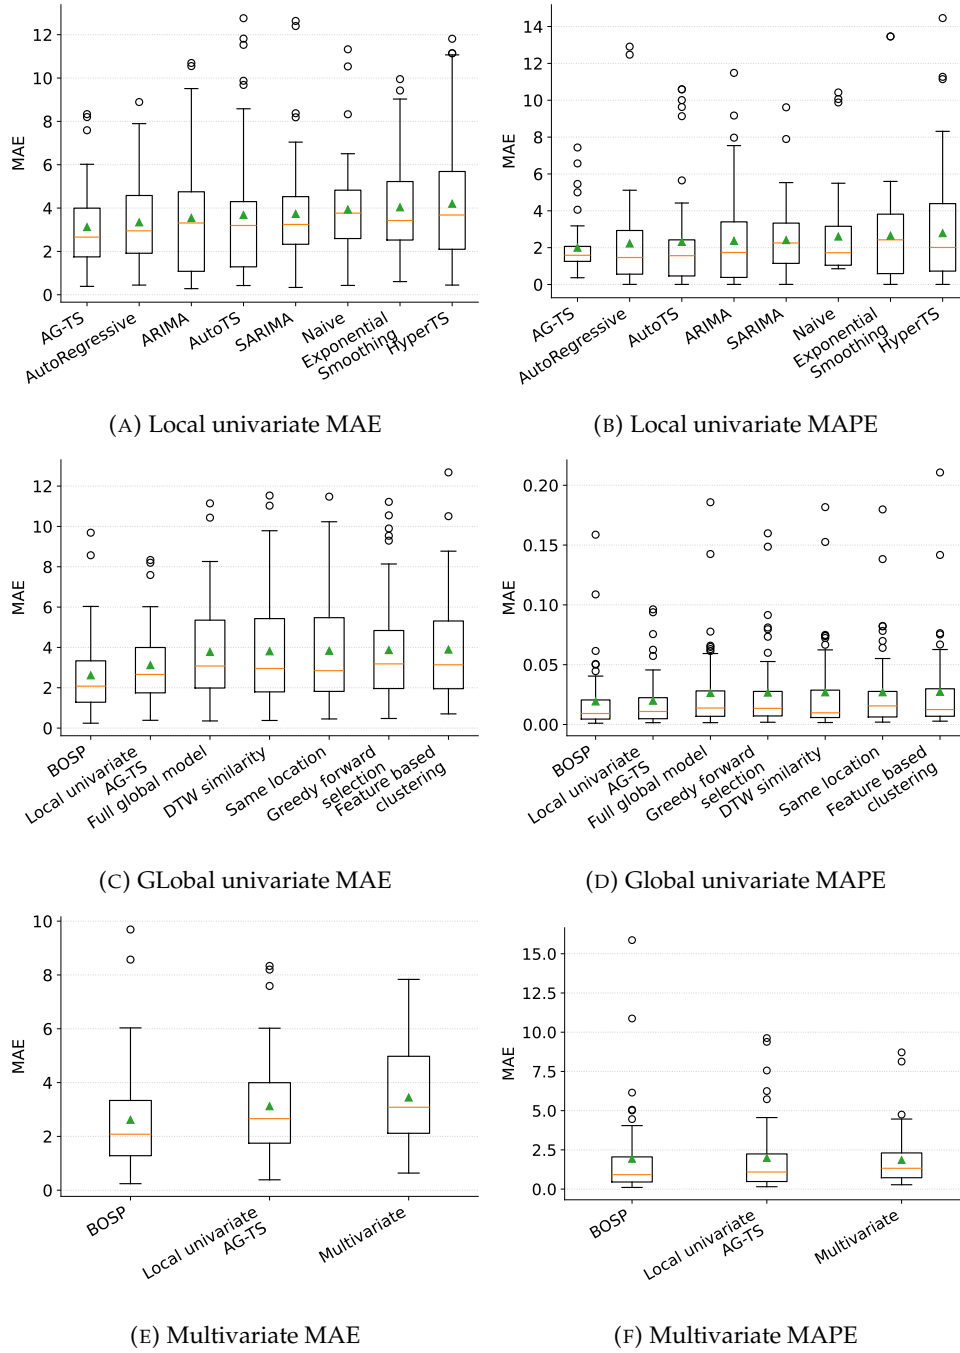 12
10
8
6
4
2
0
MAE
AG-TS
AutoRegressive
ARIMA
AutoTS
SARIMA
Naive
Exponential
Smoothing
HyperTS
(A) Local univariate MAE
14
12
10
8
6
4
2
0
MAE
AG-TS
AutoRegressive
AutoTS
ARIMA
SARIMA
Naive
Exponential
Smoothing
HyperTS
(B) Local univariate MAPE
12
10
8
6
4
2
0
MAE
BOSP
Local univariate
AG-TS
Full global model
DTW similarity
Same location
Greedy forward
selection
Feature based
clustering
(C) GLobal univariate MAE
0.20
0.15
0.10
0.05
0.00
MAE
BOSP
Local univariate
AG-TS
Full global model
Greedy forward
selection
DTW similarity
Same location
Feature based
clustering
(D) Global univariate MAPE
10
8
6
4
2
0
MAE
BOSP
Local univariate
AG-TS
Multivariate
(E) Multivariate MAE
15.0
12.5
10.0
7.5
5.0
2.5
0.0
MAE
BOSP
Local univariate
AG-TS
Multivariate
(F) Multivariate MAPE